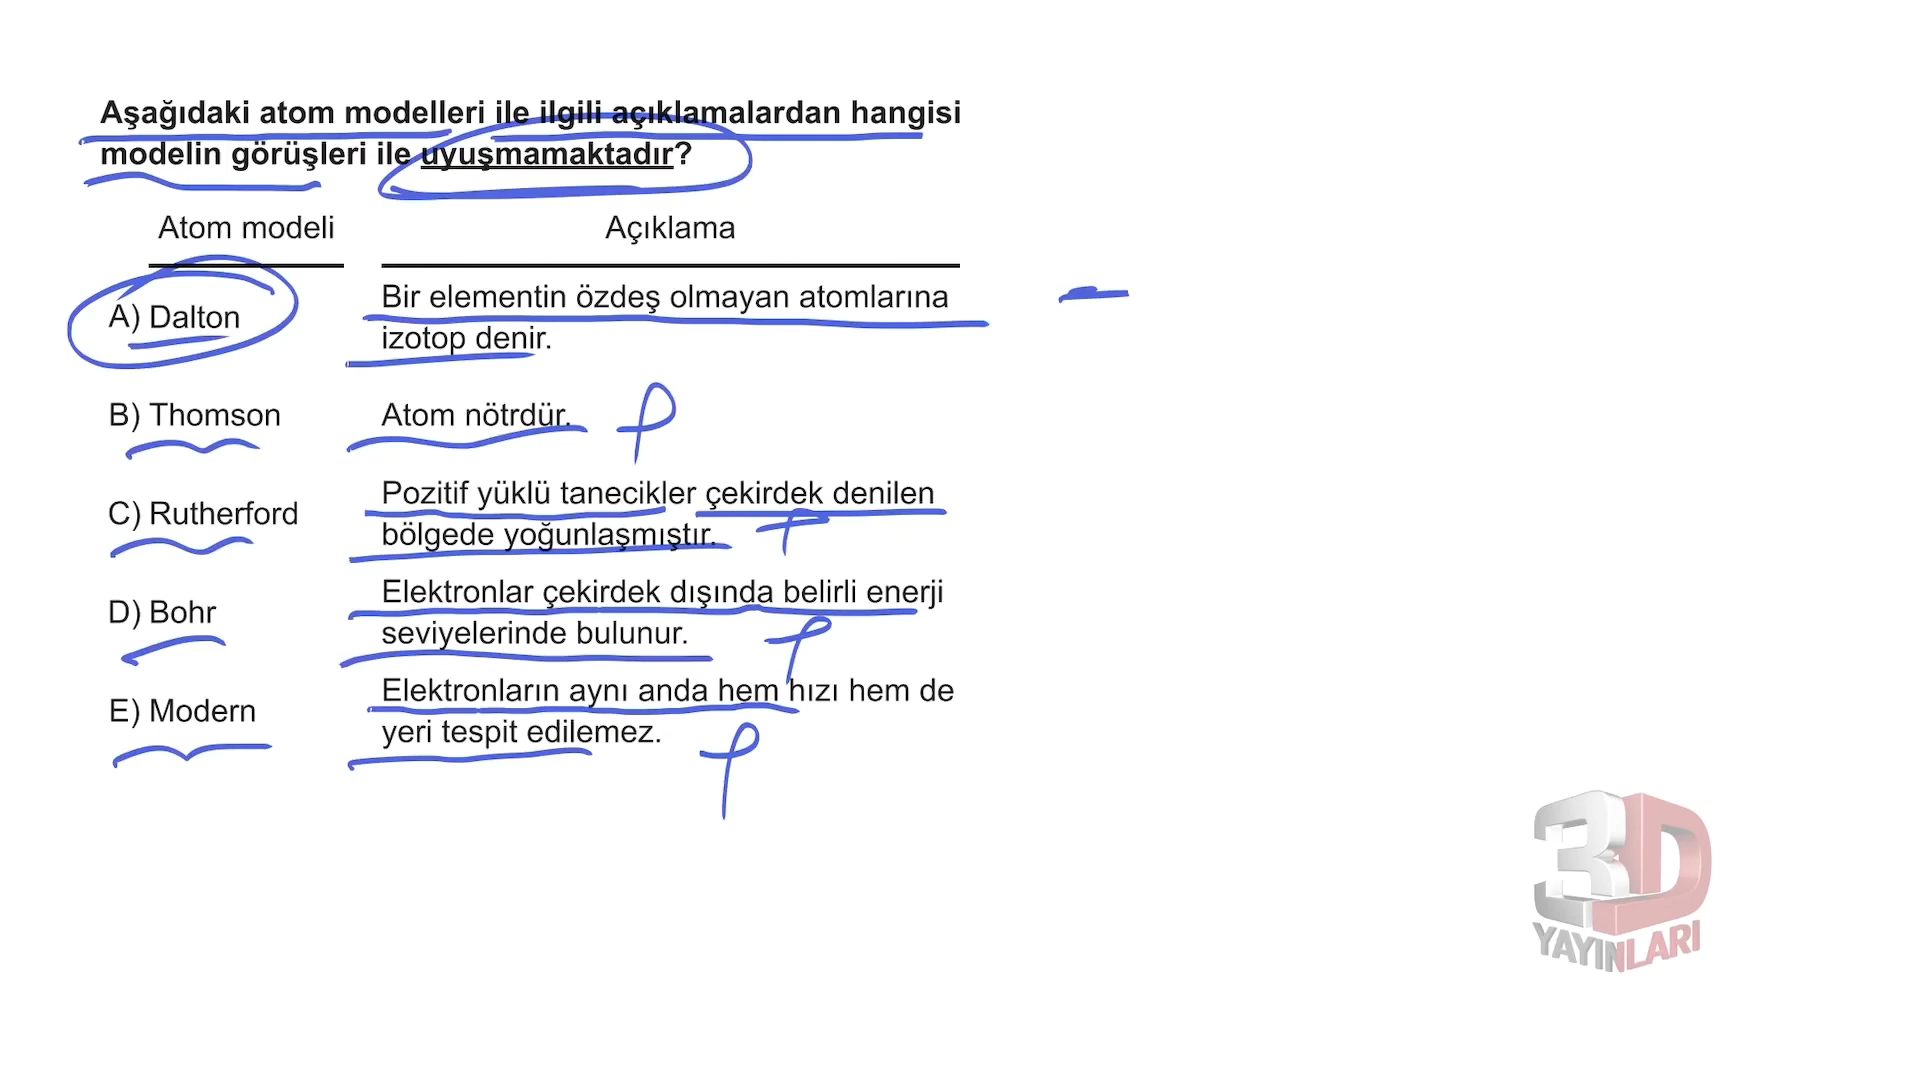 Aşağıdaki atom modelleri ile ilgili açıklamalardan hangisi
modelin görüşleri ile uyuşmamaktadır?
Atom modeli Açıklama
A) Dalton Bir elementin özdeş olmayan atomlarına
izotop denir.
B) Thomson Atom nötrdür.
C) Rutherford Pozitif yüklü tanecikler çekirdek denilen
bölgede yoğunlaşmıştır.
D) Bohr Elektronlar çekirdek dışında belirli enerji
seviyelerinde bulunur.
E) Modern Elektronların aynı anda hem hızı hem de
yeri tespit edilemez.
3D
YAYINLARI